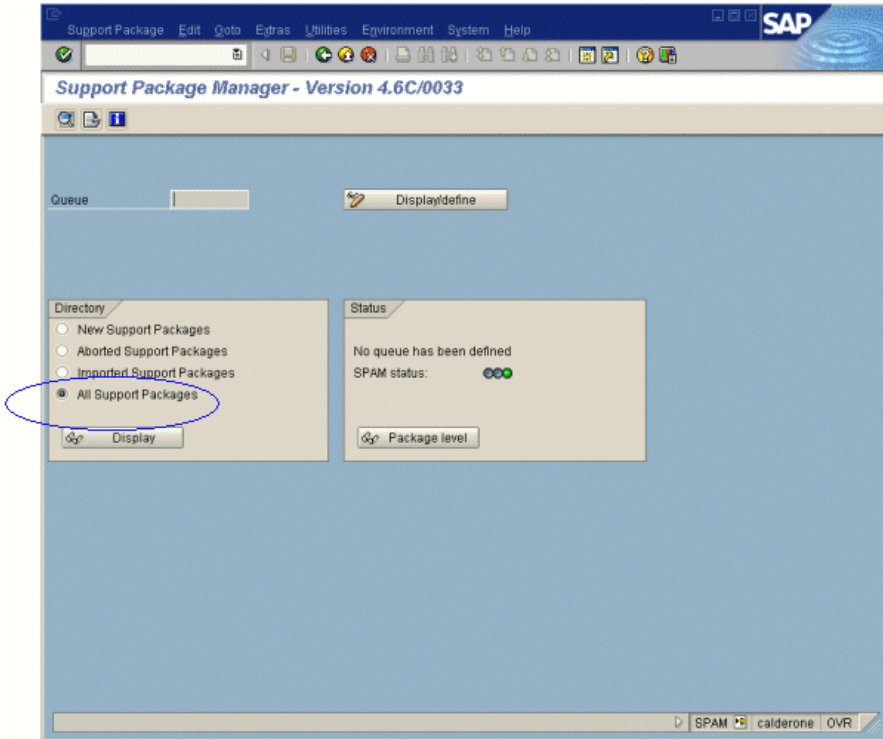 Support Package Edit Goto Extras Utilities Environment System Help
SAP
Support Package Manager - Version 4.6C/0033
Queue
Display/define
Directory
New Support Packages
Aborted Support Packages
Imported Support Packages
All Support Packages
Display
Status
No queue has been defined
SPAM status:
Package level
SPAM calderone OVR